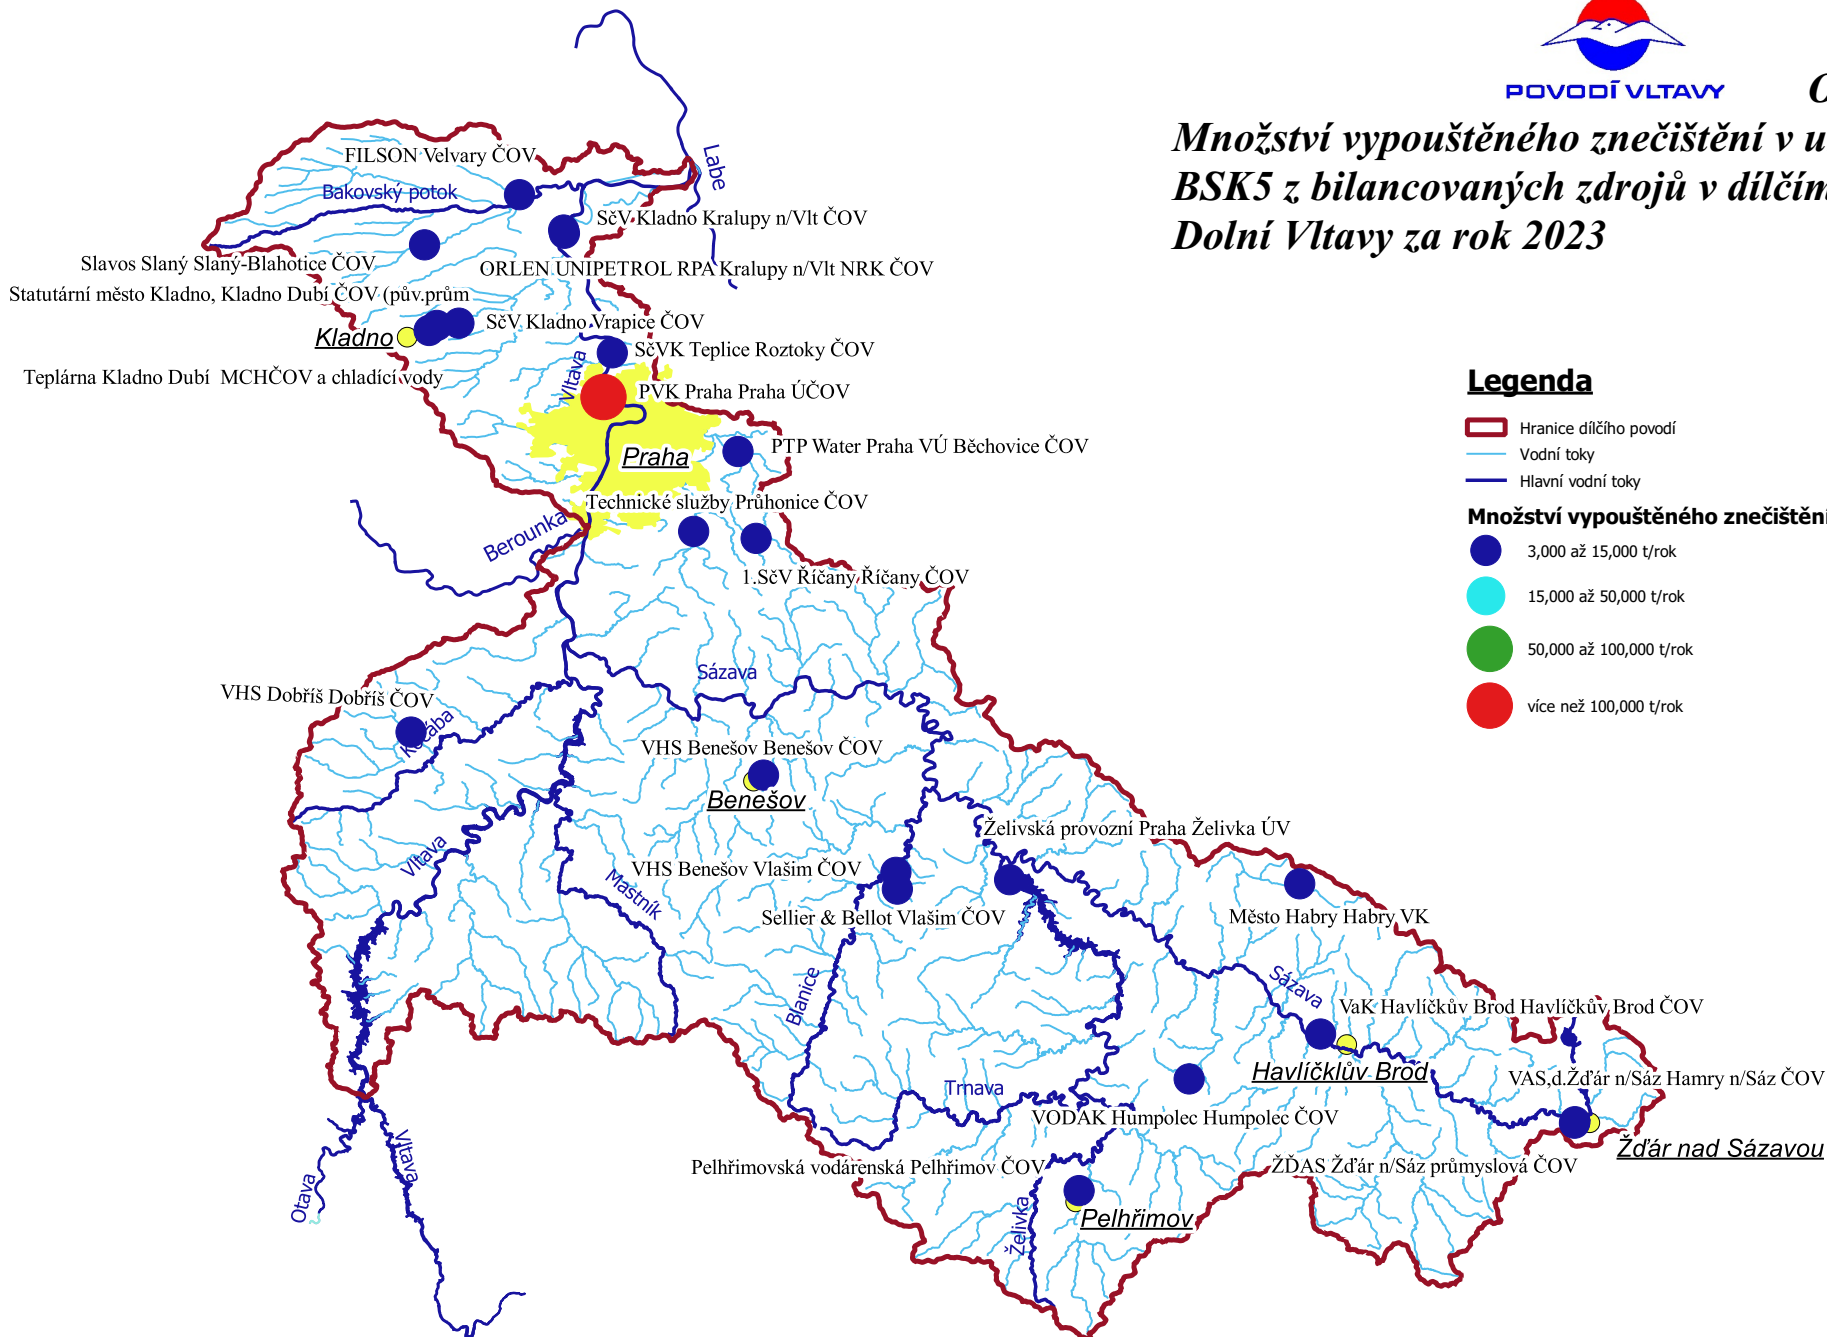 POVODÍ VLTAVY
Množství vypouštěného znečištění v u
BSK5 z bilancovaných zdrojů v dílčím
Dolní Vltavy za rok 2023
Labe
FILSON Velvary ČOV
Bakovský potok
SčV Kladno Kralupy n/Vlt ČOV
Slavos Slaný Slaný-Blahotice ČOV
ORLEN UNIPETROL RPA Kralupy n/Vlt NRK ČOV
Statutární město Kladno, Kladno Dubí ČOV (pův.prům
SčV Kladno Vrapice ČOV
Kladno
SčVK Teplice Roztoky ČOV
Vltava
Teplárna Kladno Dubí MCHČOV a chladící vody
PVK Praha Praha ÚČOV
PTP Water Praha VÚ Běchovice ČOV
Praha
Technické služby Průhonice ČOV
Berounka
1.SčV Říčany Říčany ČOV
Sázava
VHS Dobříš Dobříš ČOV
Kocába
VHS Benešov Benešov ČOV
Benešov
Želivská provozní Praha Želivka ÚV
Vltava
VHS Benešov Vlašim ČOV
Mastník
Sellier & Bellot Vlašim ČOV
Město Habry Habry VK
Blanice
Sázava
VaK Havlíčkův Brod Havlíčkův Brod ČOV
Havlíčklův Brod
VAS,d.Žďár n/Sáz Hamry n/Sáz ČOV
Trnava
VODAK Humpolec Humpolec ČOV
Žďár nad Sázavou
Pelhřimovská vodárenská Pelhřimov ČOV
ŽĎAS Žďár n/Sáz průmyslová ČOV
Vltava
Otava
Želivka
Pelhřimov
Legenda
Hranice dílčího povodí
Vodní toky
Hlavní vodní toky
Množství vypouštěného znečištění
3,000 až 15,000 t/rok
15,000 až 50,000 t/rok
50,000 až 100,000 t/rok
více než 100,000 t/rok